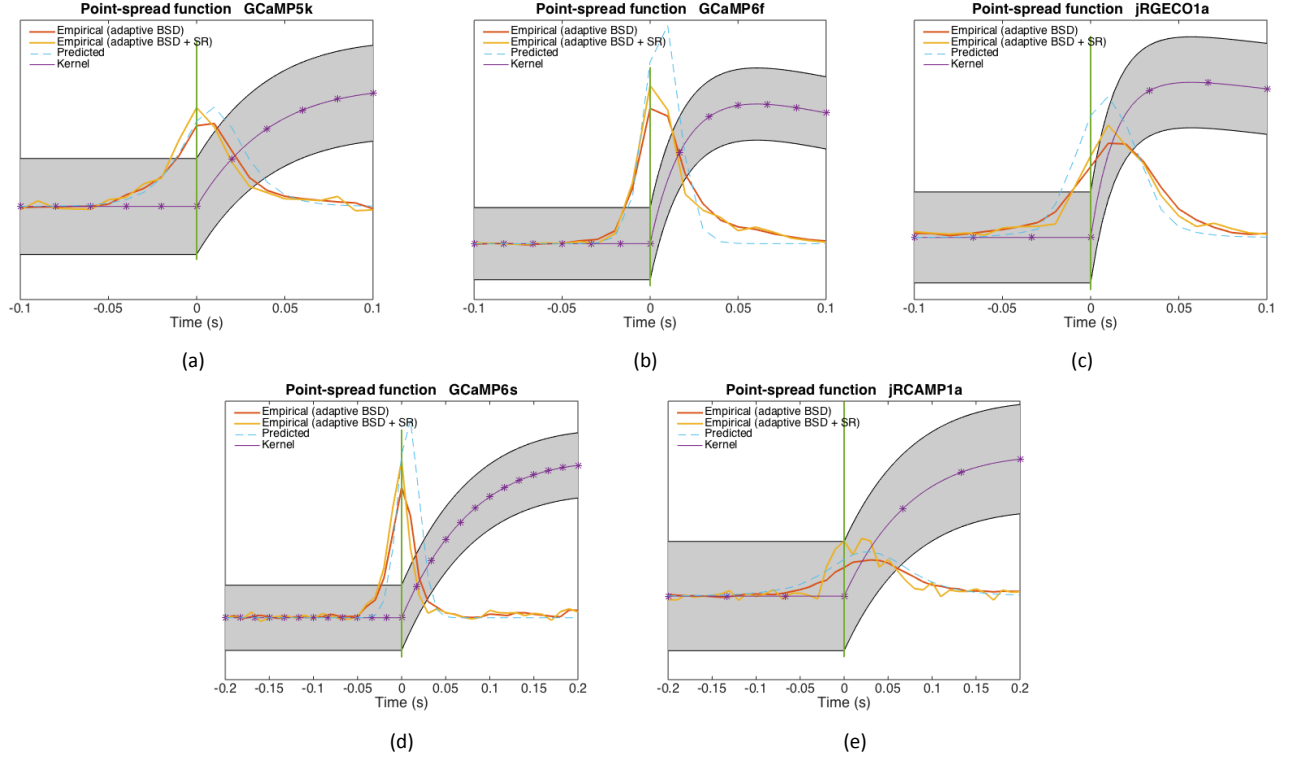 Point-spread function GCaMP5k
Empirical (adaptive BSD)
Empirical (adaptive BSD + SR)
Predicted
Kernel
-0.1 -0.05 0 0.05 0.1
Time (s)
(a)
Point-spread function GCaMP6f
Empirical (adaptive BSD)
Empirical (adaptive BSD + SR)
Predicted
Kernel
-0.1 -0.05 0 0.05 0.1
Time (s)
(b)
Point-spread function jRGECO1a
Empirical (adaptive BSD)
Empirical (adaptive BSD + SR)
Predicted
Kernel
-0.1 -0.05 0 0.05 0.1
Time (s)
(c)
Point-spread function GCaMP6s
Empirical (adaptive BSD)
Empirical (adaptive BSD + SR)
Predicted
Kernel
-0.2 -0.15 -0.1 -0.05 0 0.05 0.1 0.15 0.2
Time (s)
(d)
Point-spread function jRCAMP1a
Empirical (adaptive BSD)
Empirical (adaptive BSD + SR)
Predicted
Kernel
-0.2 -0.15 -0.1 -0.05 0 0.05 0.1 0.15 0.2
Time (s)
(e)